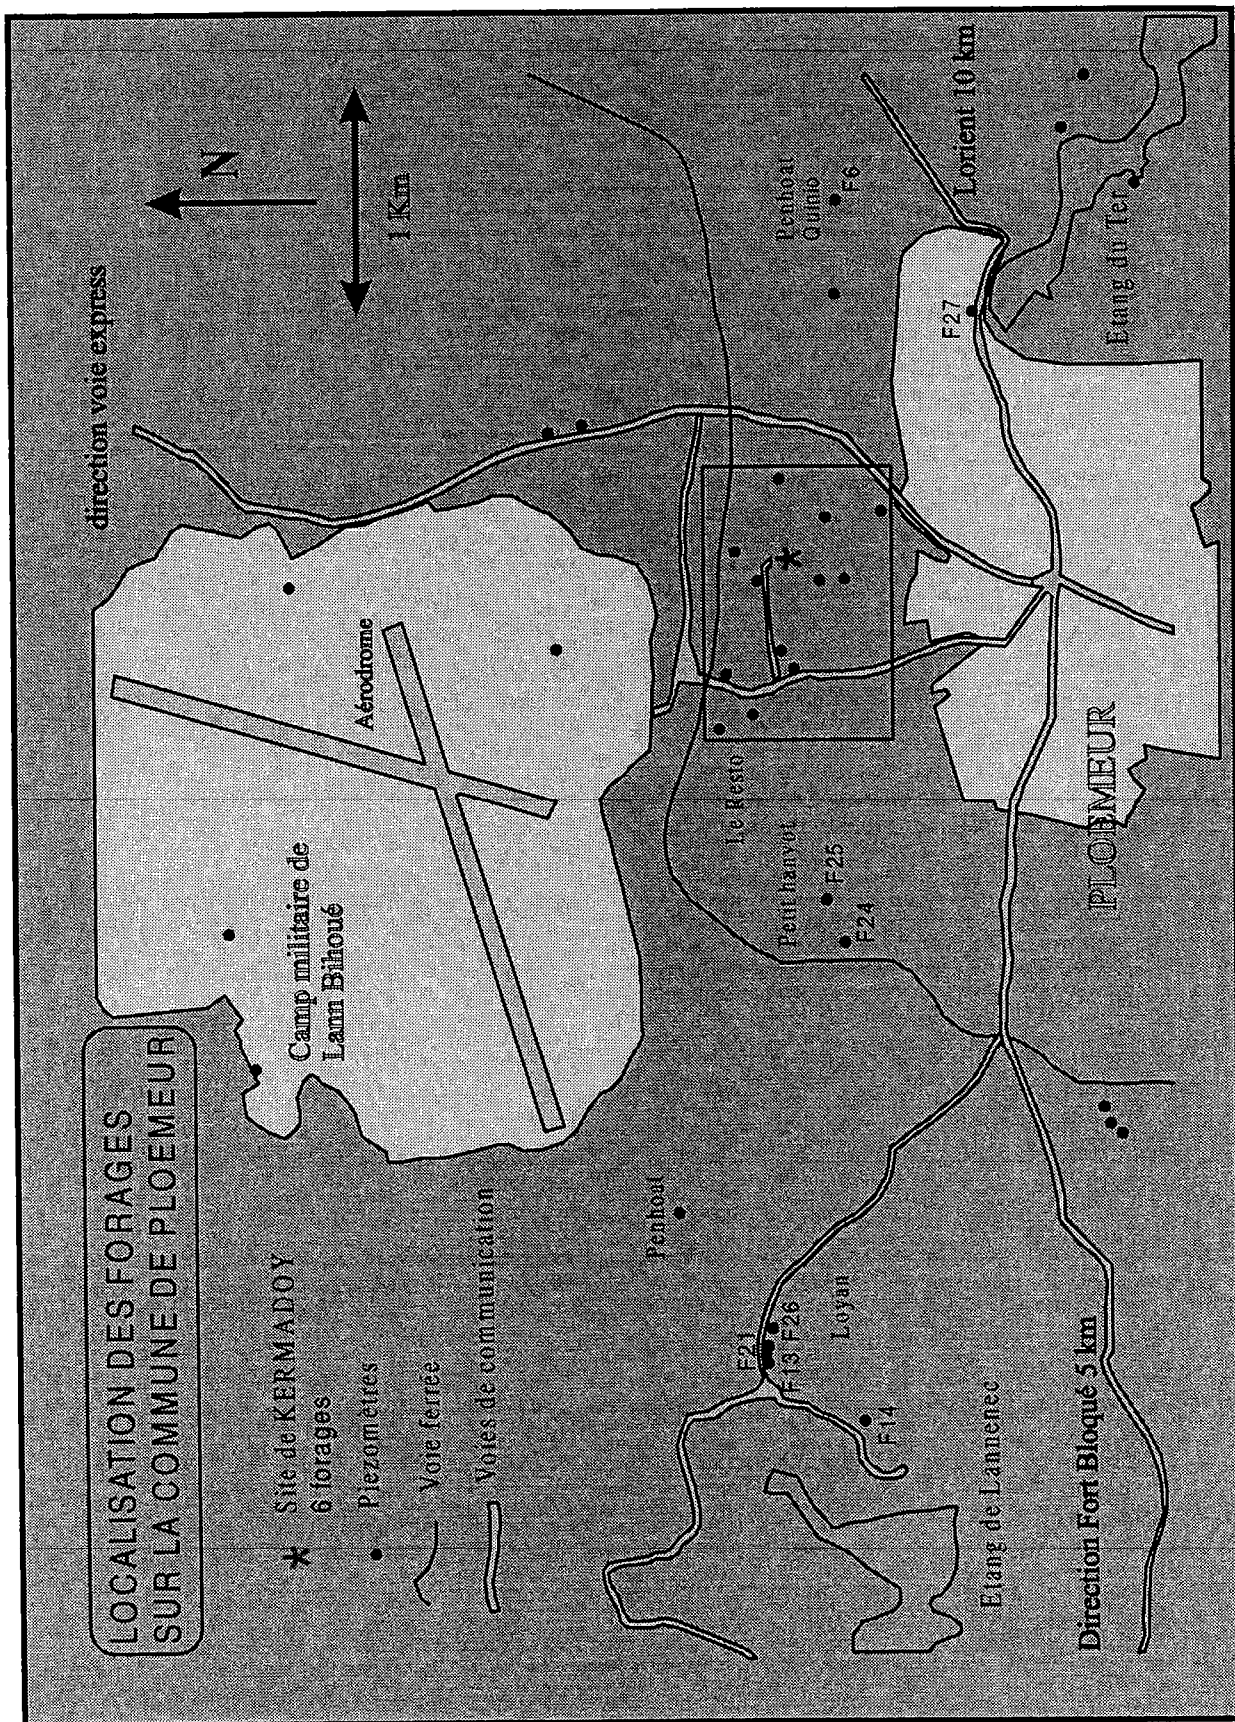 LOCALISATION DES FORAGES
SUR LA COMMUNE DE PLOEMEUR
direction voie express
N
1 Km
Site de KERMADOY
6 forages
Piezomèttes
Voie ferrée
Voies de communication
Camp militaire de
Lann Bihoué
Aérodrome
Penhoat
Quinio
F6
Penhout
Le Resto
Petit hanvot
F25
F24
F21
F13
F26
Loyan
F14
F27
Lorient 10 km
Etang du Ter
Etang de Lannenec
PLOEMEUR
Direction Fort Bloqué 5 km